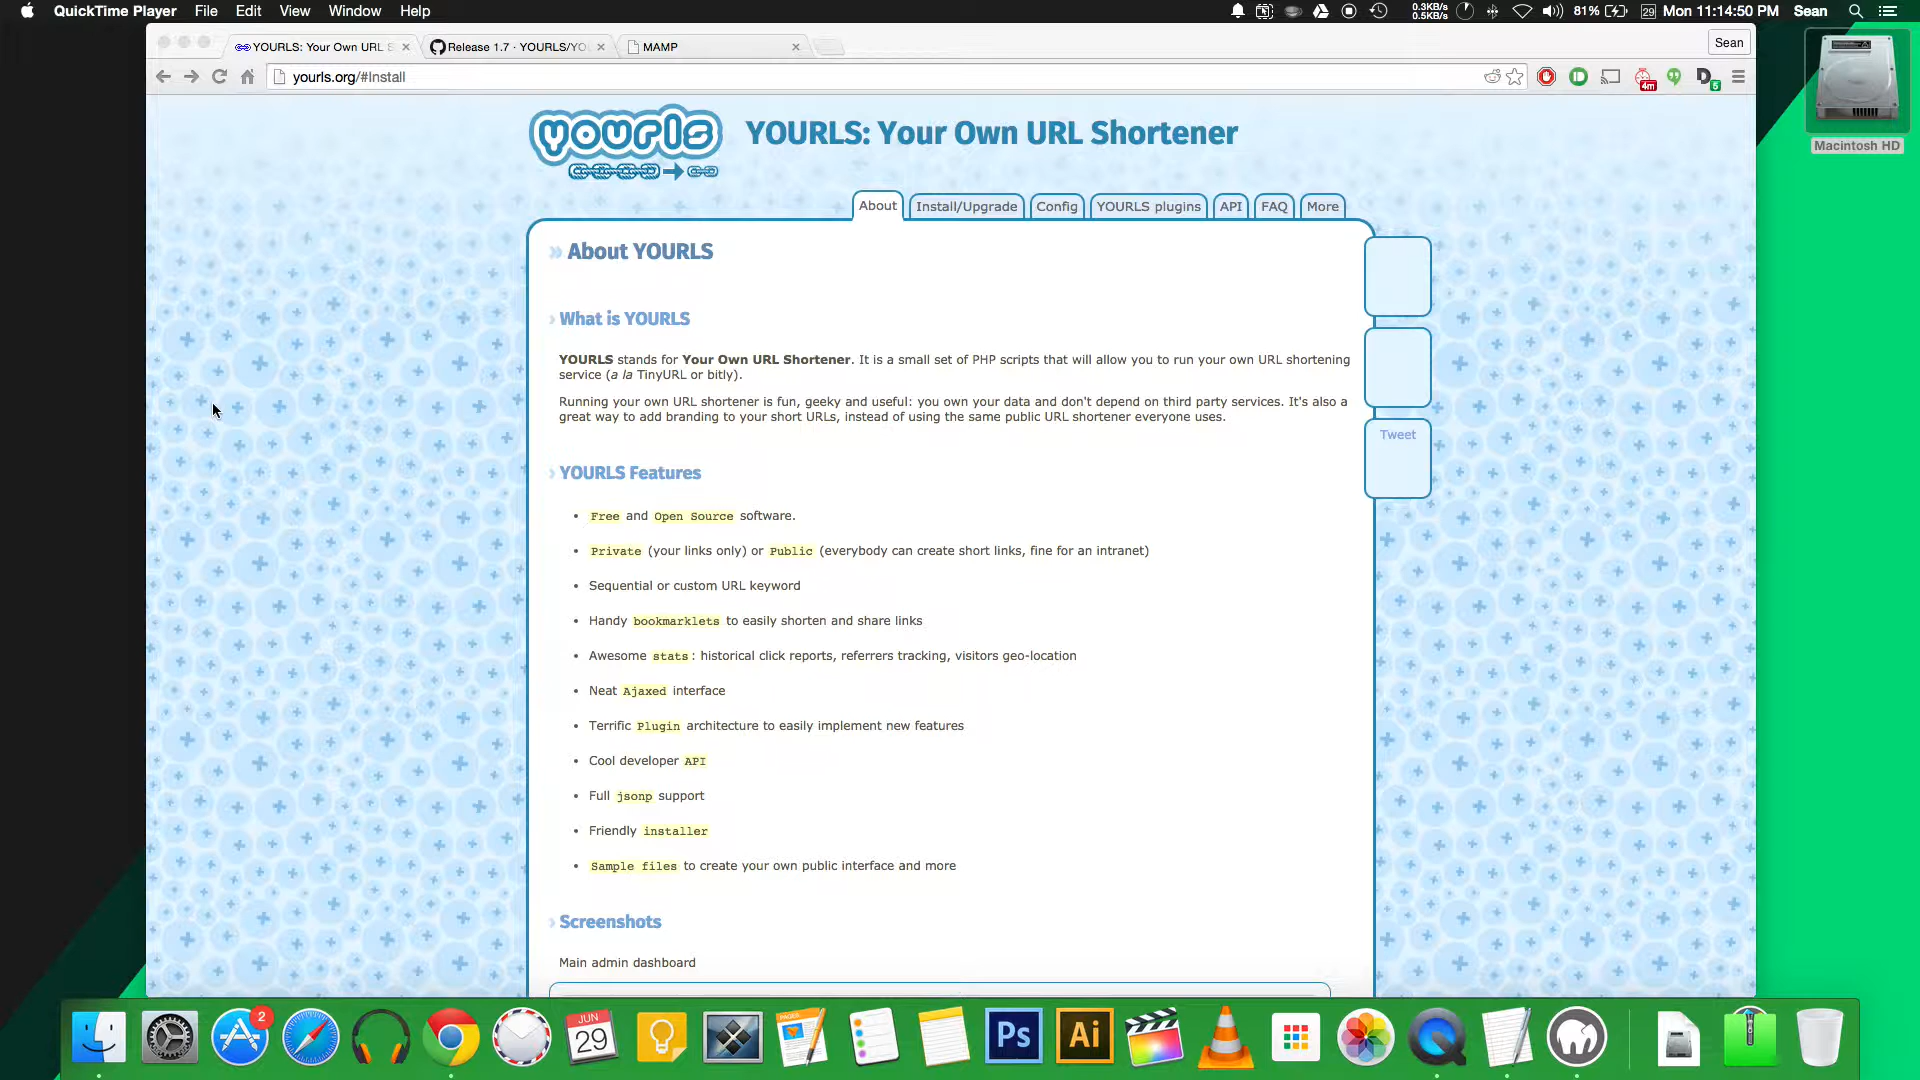 QuickTime Player File Edit View Window Help
0.3KB/s
0.5KB/s
81%
29
Mon 11:14:50 PM Sean
YOURLS: Your Own URL S
Release 1.7 · YOURLS/YO
MAMP
Sean
yourls.org/#Install
4m
5
Macintosh HD
yourls
YOURLS: Your Own URL Shortener
About Install/Upgrade Config YOURLS plugins API FAQ More
» About YOURLS
› What is YOURLS
YOURLS stands for Your Own URL Shortener. It is a small set of PHP scripts that will allow you to run your own URL shortening
service (a la TinyURL or bitly).
Running your own URL shortener is fun, geeky and useful: you own your data and don't depend on third party services. It's also a
great way to add branding to your short URLs, instead of using the same public URL shortener everyone uses.
Tweet
› YOURLS Features
• Free and Open Source software.
• Private (your links only) or Public (everybody can create short links, fine for an intranet)
• Sequential or custom URL keyword
• Handy bookmarklets to easily shorten and share links
• Awesome stats: historical click reports, referrers tracking, visitors geo-location
• Neat Ajaxed interface
• Terrific Plugin architecture to easily implement new features
• Cool developer API
• Full jsonp support
• Friendly installer
• Sample files to create your own public interface and more
› Screenshots
Main admin dashboard
2
JUN
29
PAGES
Ps
Ai